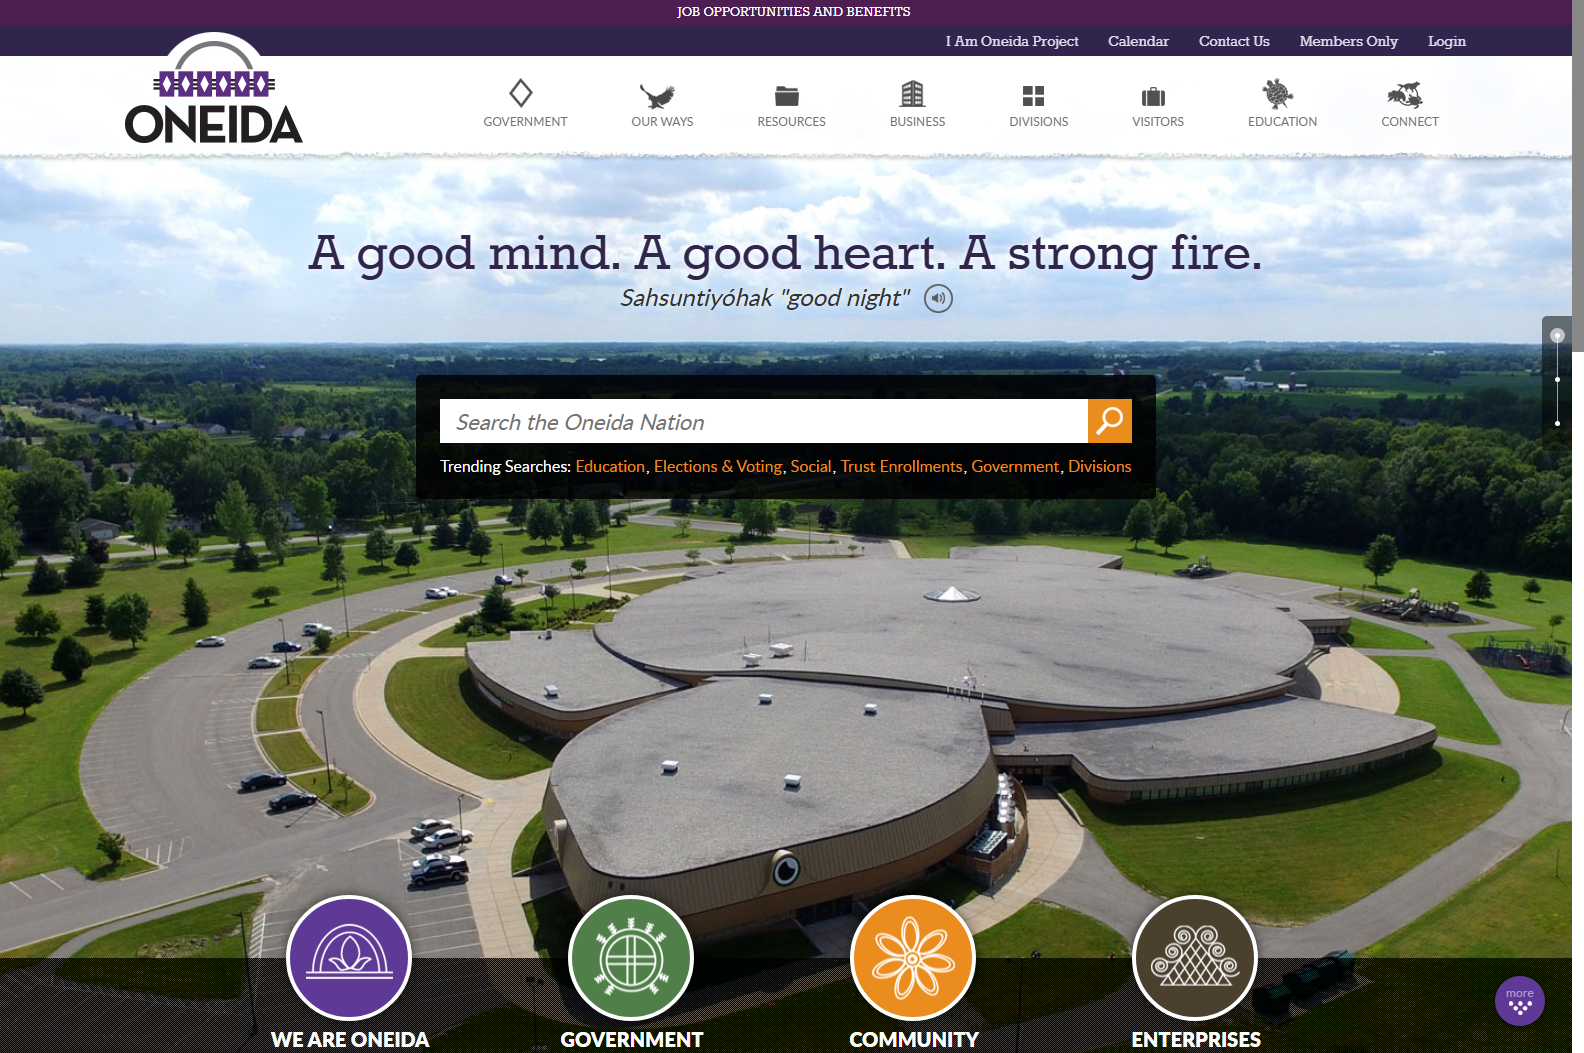 JOB OPPORTUNITIES AND BENEFITS
I Am Oneida Project Calendar Contact Us Members Only Login
ONEIDA
GOVERNMENT OUR WAYS RESOURCES BUSINESS DIVISIONS VISITORS EDUCATION CONNECT
A good mind. A good heart. A strong fire.
Sahsuntiyóhak "good night"
Search the Oneida Nation
Trending Searches: Education, Elections & Voting, Social, Trust Enrollments, Government, Divisions
more
WE ARE ONEIDA GOVERNMENT COMMUNITY ENTERPRISES